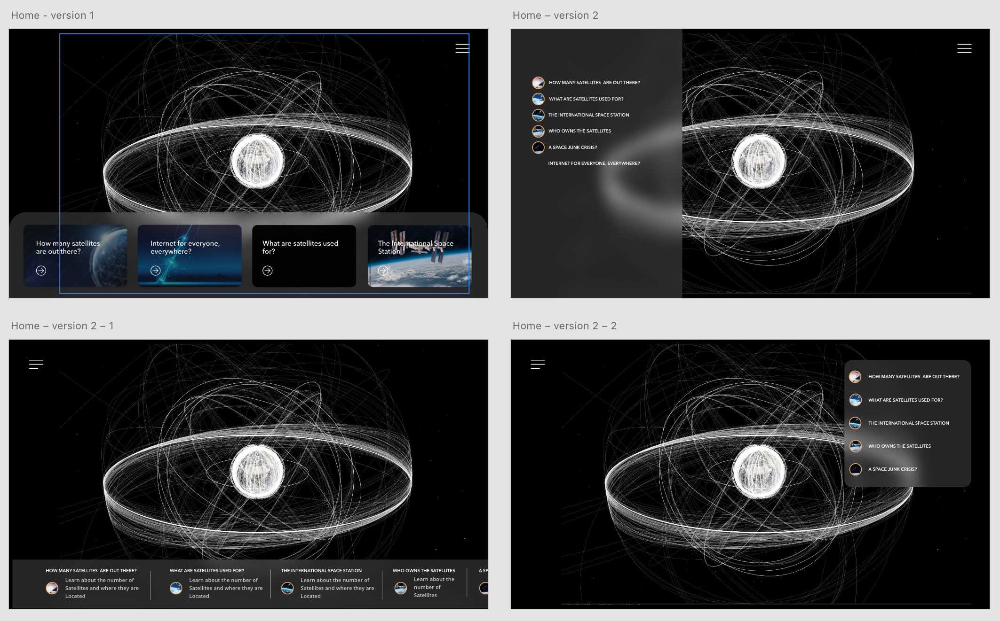 Home - version 1
How many satellites
are out there?
Internet for everyone,
everywhere?
What are satellites used
for?
The International Space
Station
Home – version 2
HOW MANY SATELLITES  ARE OUT THERE?
WHAT ARE SATELLITES USED FOR?
THE INTERNATIONAL SPACE STATION
WHO OWNS THE SATELLITES
A SPACE JUNK CRISIS?
INTERNET FOR EVERYONE, EVERYWHERE?
Home – version 2 – 1
HOW MANY SATELLITES  ARE OUT THERE?
Learn about the number of
Satellites and where they are
Located
WHAT ARE SATELLITES USED FOR?
Learn about the number of
Satellites and where they are
Located
THE INTERNATIONAL SPACE STATION
Learn about the number of
Satellites and where they are
Located
WHO OWNS THE SATELLITES
Learn about the
number of
Satellites
A SP
Home – version 2 – 2
HOW MANY SATELLITES  ARE OUT THERE?
WHAT ARE SATELLITES USED FOR?
THE INTERNATIONAL SPACE STATION
WHO OWNS THE SATELLITES
A SPACE JUNK CRISIS?